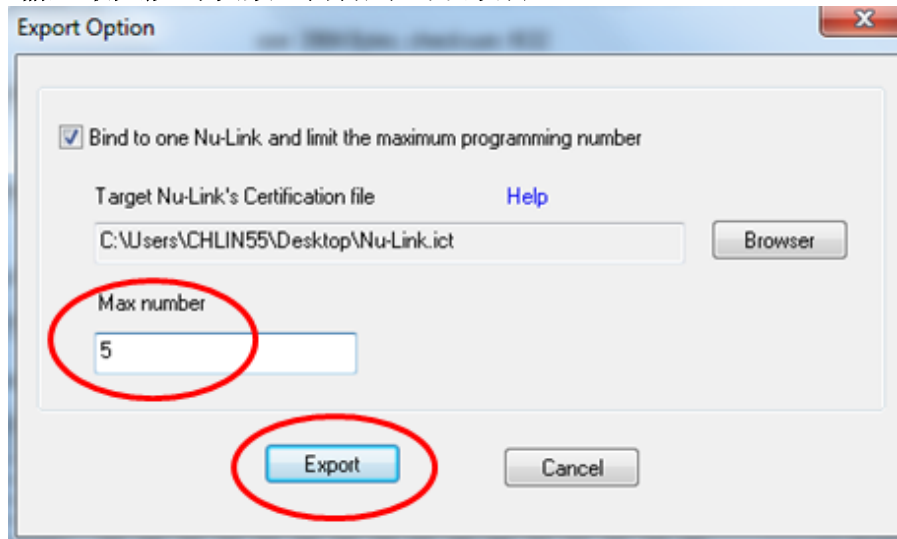 Export Option
Bind to one Nu-Link and limit the maximum programming number
Target Nu-Link's Certification file Help
C:\Users\CHLIN55\Desktop\Nu-Link.ict Browser
Max number
5
Export Cancel